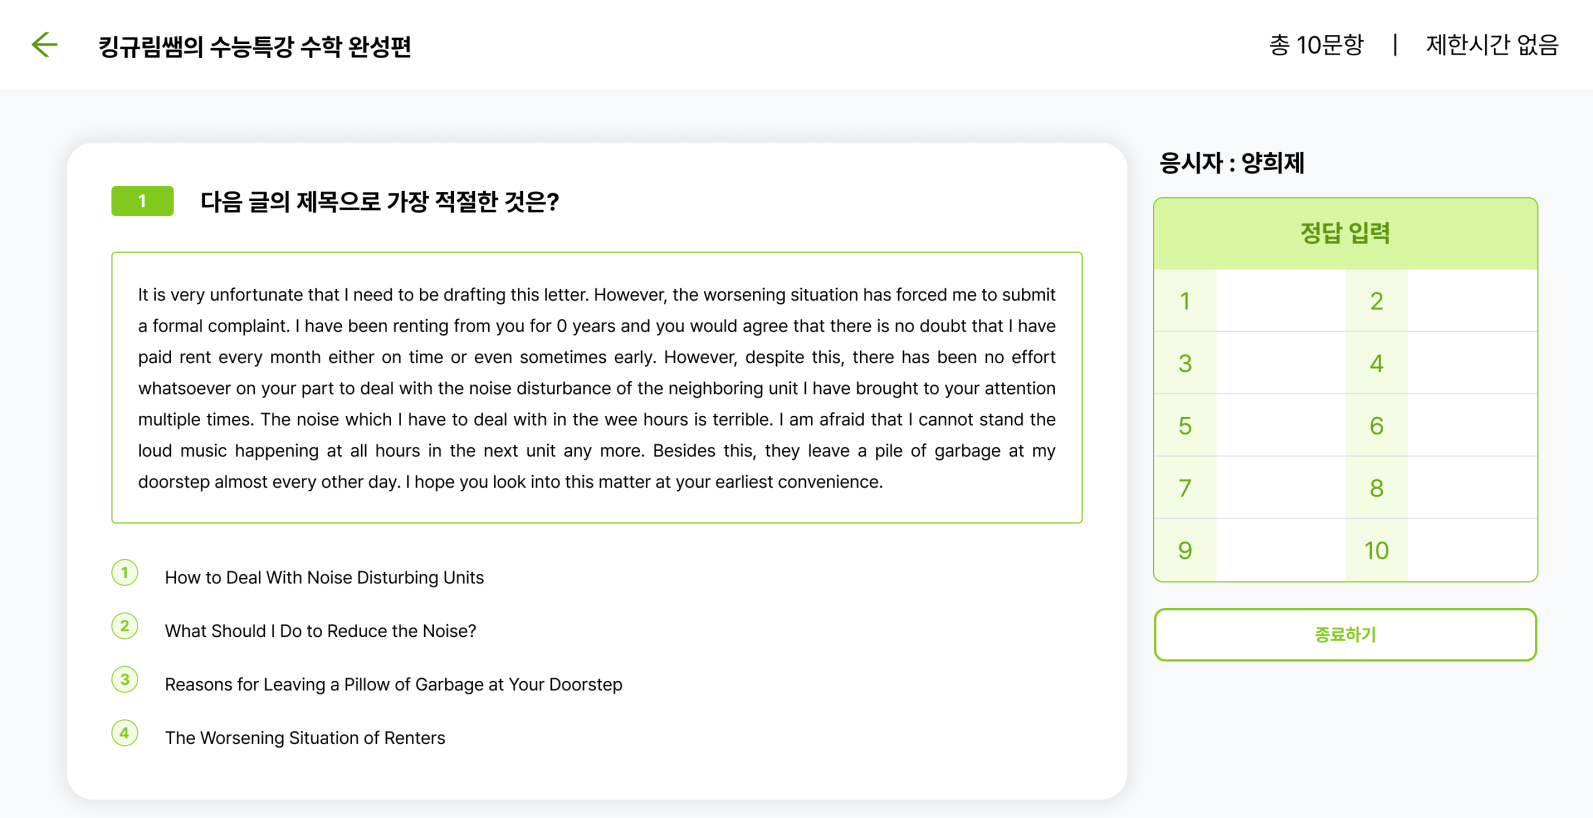 킹규림쌤의 수능특강 수학 완성편
총 10문항 | 제한시간 없음
1 다음 글의 제목으로 가장 적절한 것은?
It is very unfortunate that I need to be drafting this letter. However, the worsening situation has forced me to submit
a formal complaint. I have been renting from you for 0 years and you would agree that there is no doubt that I have
paid rent every month either on time or even sometimes early. However, despite this, there has been no effort
whatsoever on your part to deal with the noise disturbance of the neighboring unit I have brought to your attention
multiple times. The noise which I have to deal with in the wee hours is terrible. I am afraid that I cannot stand the
loud music happening at all hours in the next unit any more. Besides this, they leave a pile of garbage at my
doorstep almost every other day. I hope you look into this matter at your earliest convenience.
1 How to Deal With Noise Disturbing Units
2 What Should I Do to Reduce the Noise?
3 Reasons for Leaving a Pillow of Garbage at Your Doorstep
4 The Worsening Situation of Renters
응시자 : 양희제
정답 입력
1 2
3 4
5 6
7 8
9 10
종료하기